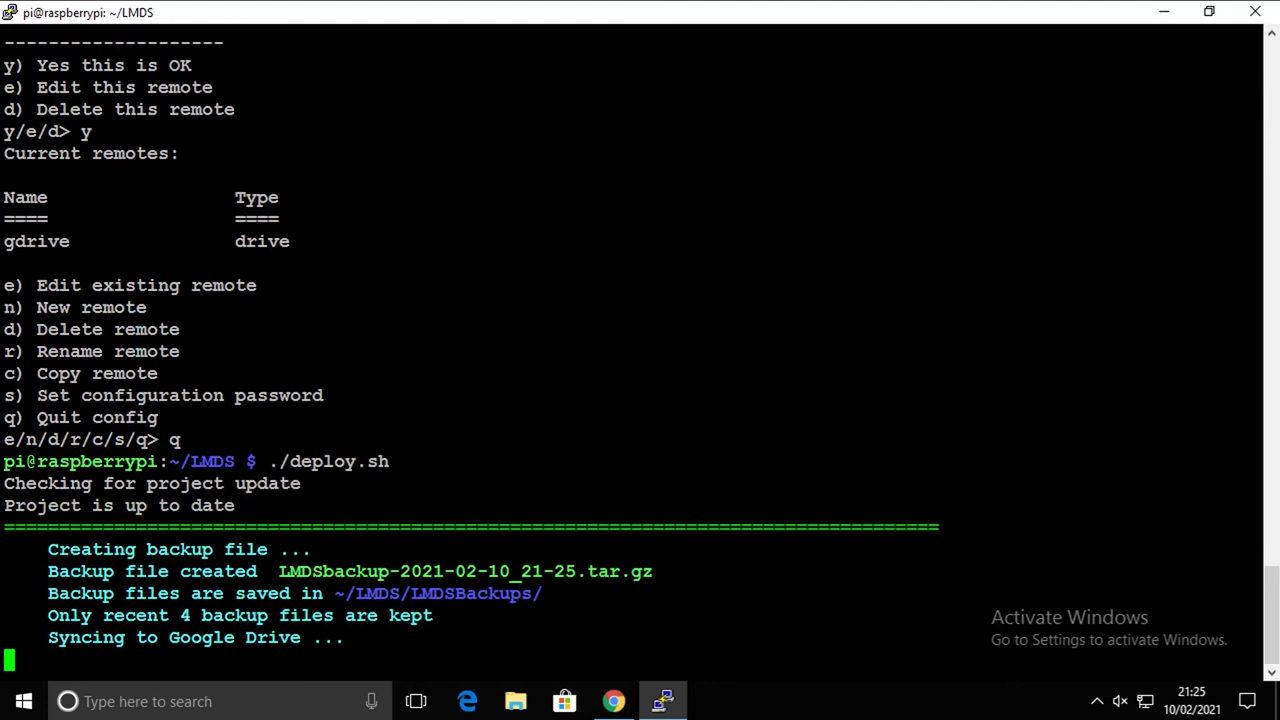 pi@raspberrypi: ~/LMDS
--------------------
y) Yes this is OK
e) Edit this remote
d) Delete this remote
y/e/d> y
Current remotes:
Name                 Type
====                 ====
gdrive               drive
e) Edit existing remote
n) New remote
d) Delete remote
r) Rename remote
c) Copy remote
s) Set configuration password
q) Quit config
e/n/d/r/c/s/q> q
pi@raspberrypi:~/LMDS $ ./deploy.sh
Checking for project update
Project is up to date
=====================================================================================
    Creating backup file ...
    Backup file created  LMDSbackup-2021-02-10_21-25.tar.gz
    Backup files are saved in ~/LMDS/LMDSBackups/
    Only recent 4 backup files are kept
    Syncing to Google Drive ...
Activate Windows
Go to Settings to activate Windows.
Type here to search
21:25
10/02/2021